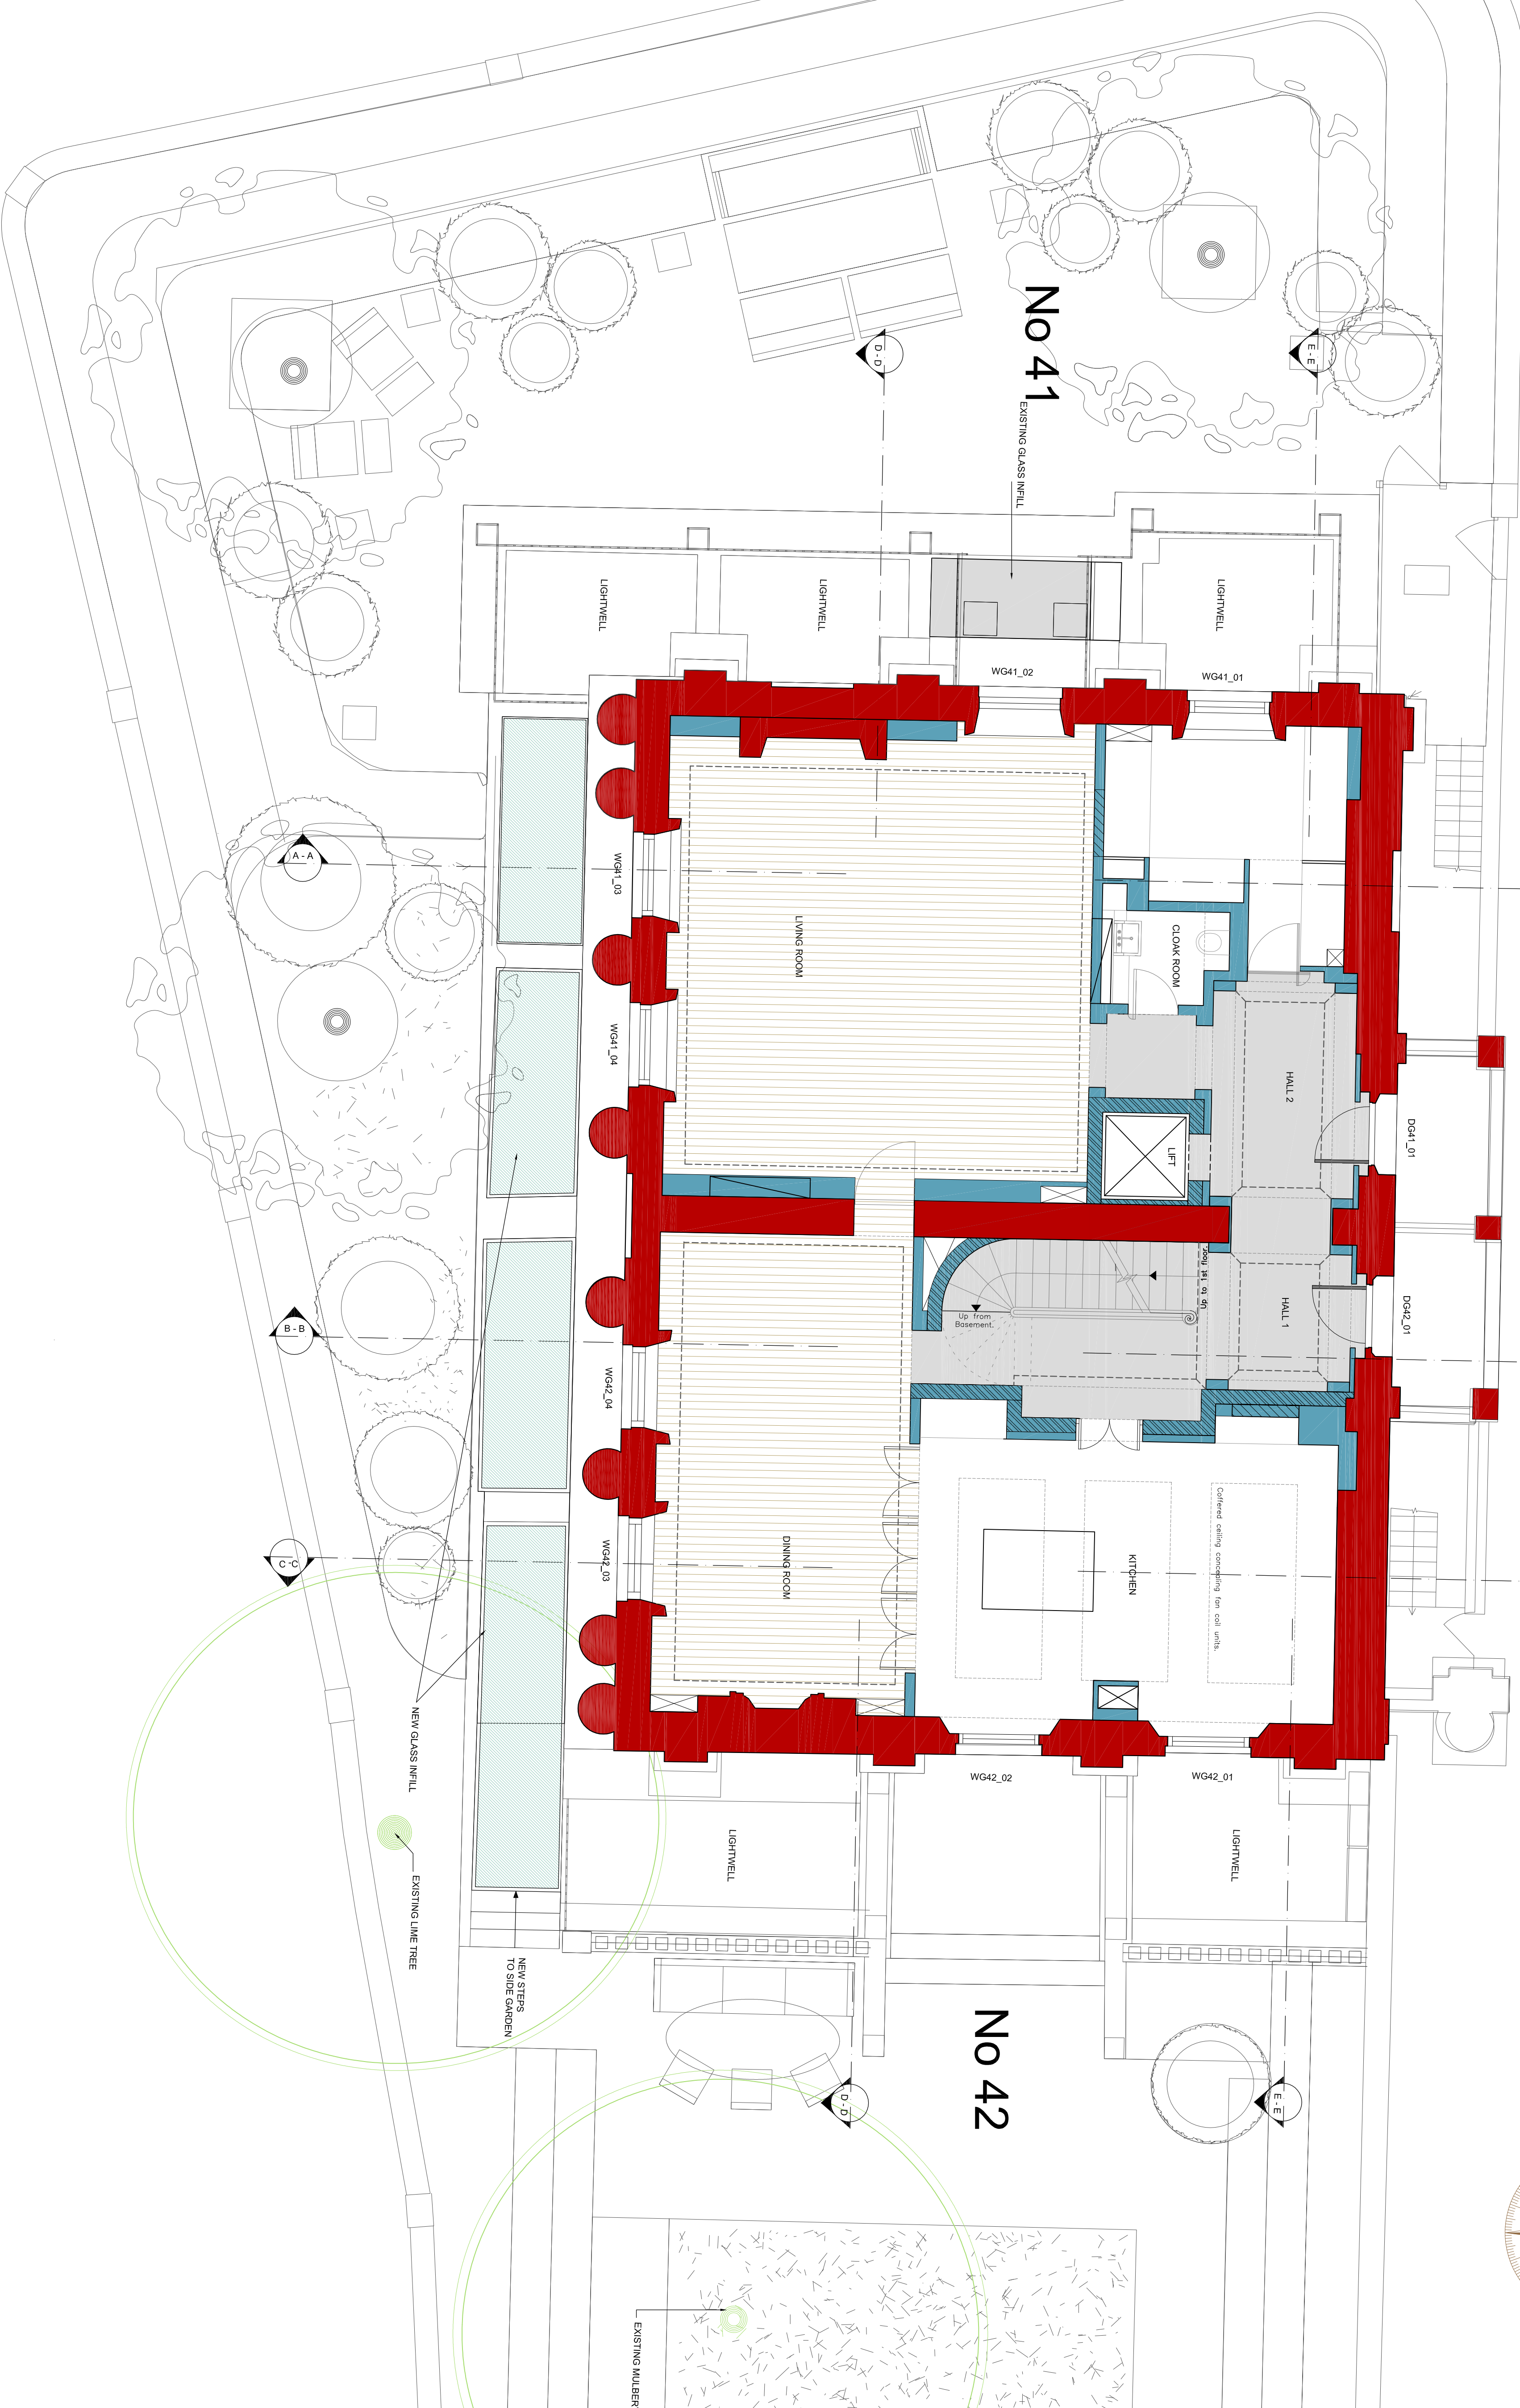 No 41
EXISTING GLASS INFILL
D - D
E - E
LIGHTWELL
LIGHTWELL
LIGHTWELL
WG41_02
WG41_01
A - A
WG41_03
LIVING ROOM
CLOAK ROOM
WG41_04
HALL 2
LIFT
DG41_01
B - B
WG42_04
Up from
Basement.
Up to 1st floor.
HALL 1
DG42_01
C - C
WG42_03
DINING ROOM
KITCHEN
Coffered ceiling concealing fan coil units.
NEW GLASS INFILL
WG42_02
WG42_01
LIGHTWELL
LIGHTWELL
EXISTING LIME TREE
NEW STEPS
TO SIDE GARDEN
No 42
D - D
E - E
EXISTING MULBER